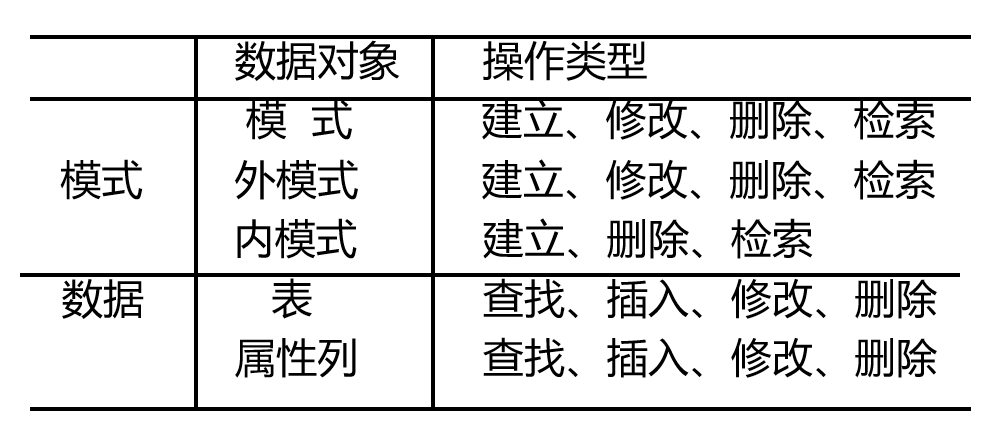 数据对象 操作类型
模 式 建立、修改、删除、检索
模式 外模式 建立、修改、删除、检索
内模式 建立、删除、检索
数据 表 查找、插入、修改、删除
属性列 查找、插入、修改、删除